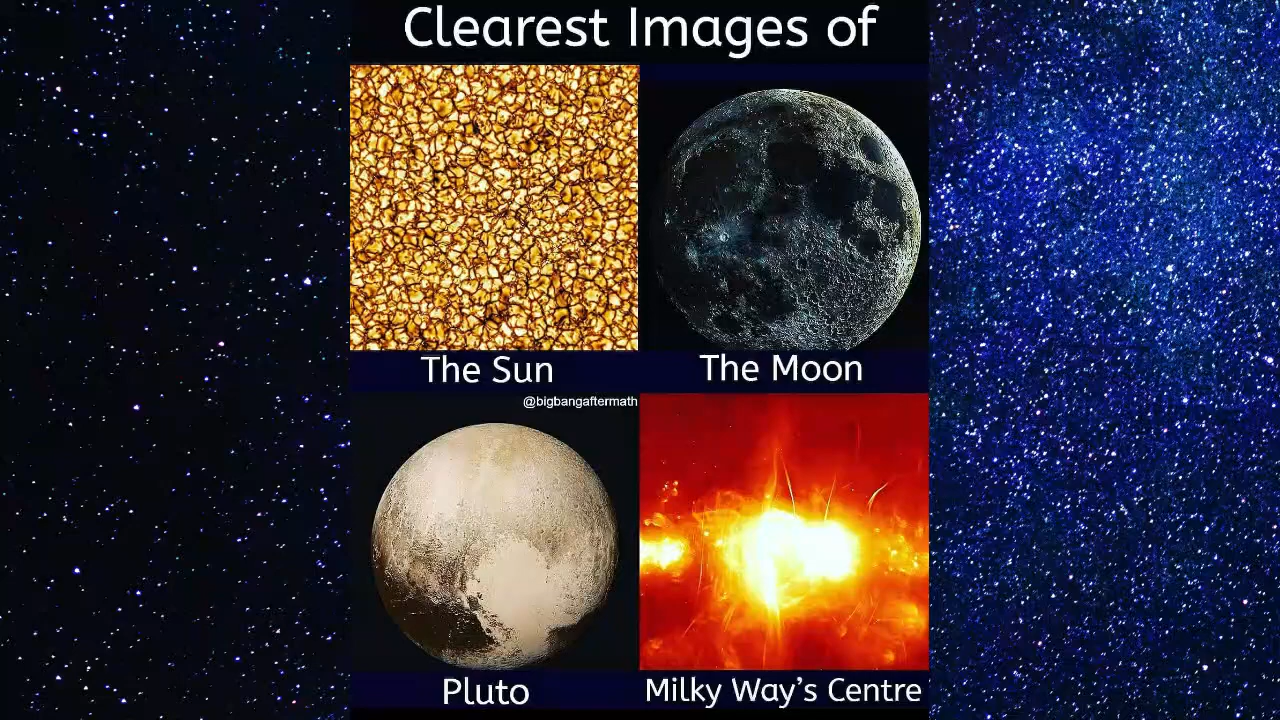 Clearest Images of
The Sun
The Moon
@bigbangaftermath
Pluto
Milky Way's Centre